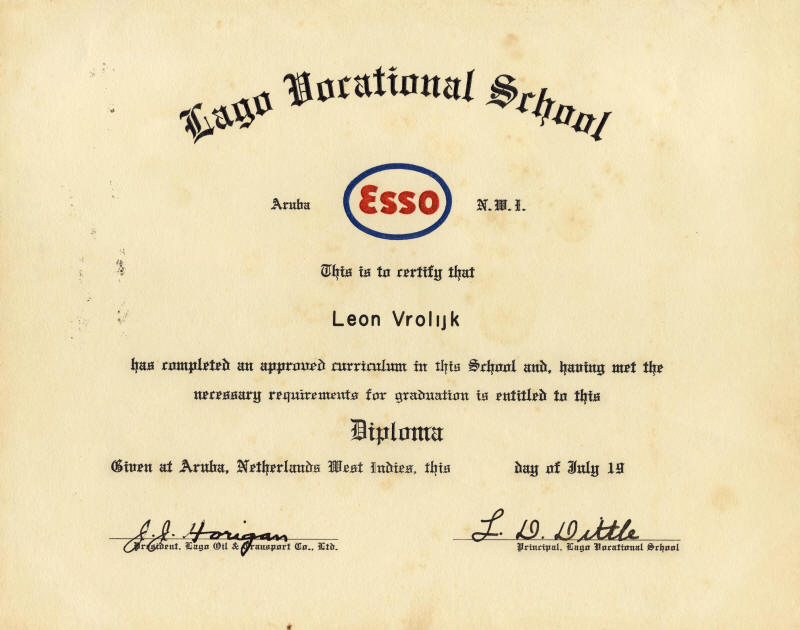 Lago Vocational School
Aruba Esso N.W.I.
This is to certify that
Leon Vrolijk
has completed an approved curriculum in this School and, having met the
necessary requirements for graduation is entitled to this
Diploma
Given at Aruba, Netherlands West Indies, this day of July 19
J. J. Horigan L. D. Dittle
President, Lago Oil & Transport Co., Ltd. Principal, Lago Vocational School